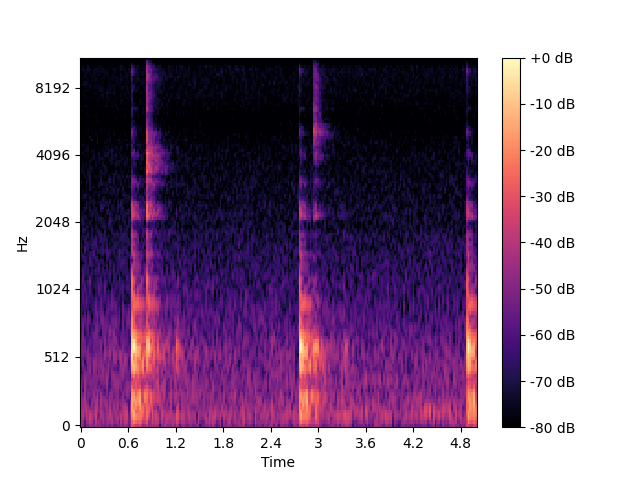 8192
4096
2048
1024
512
0
Hz
0 0.6 1.2 1.8 2.4 3 3.6 4.2 4.8
Time
+0 dB
-10 dB
-20 dB
-30 dB
-40 dB
-50 dB
-60 dB
-70 dB
-80 dB